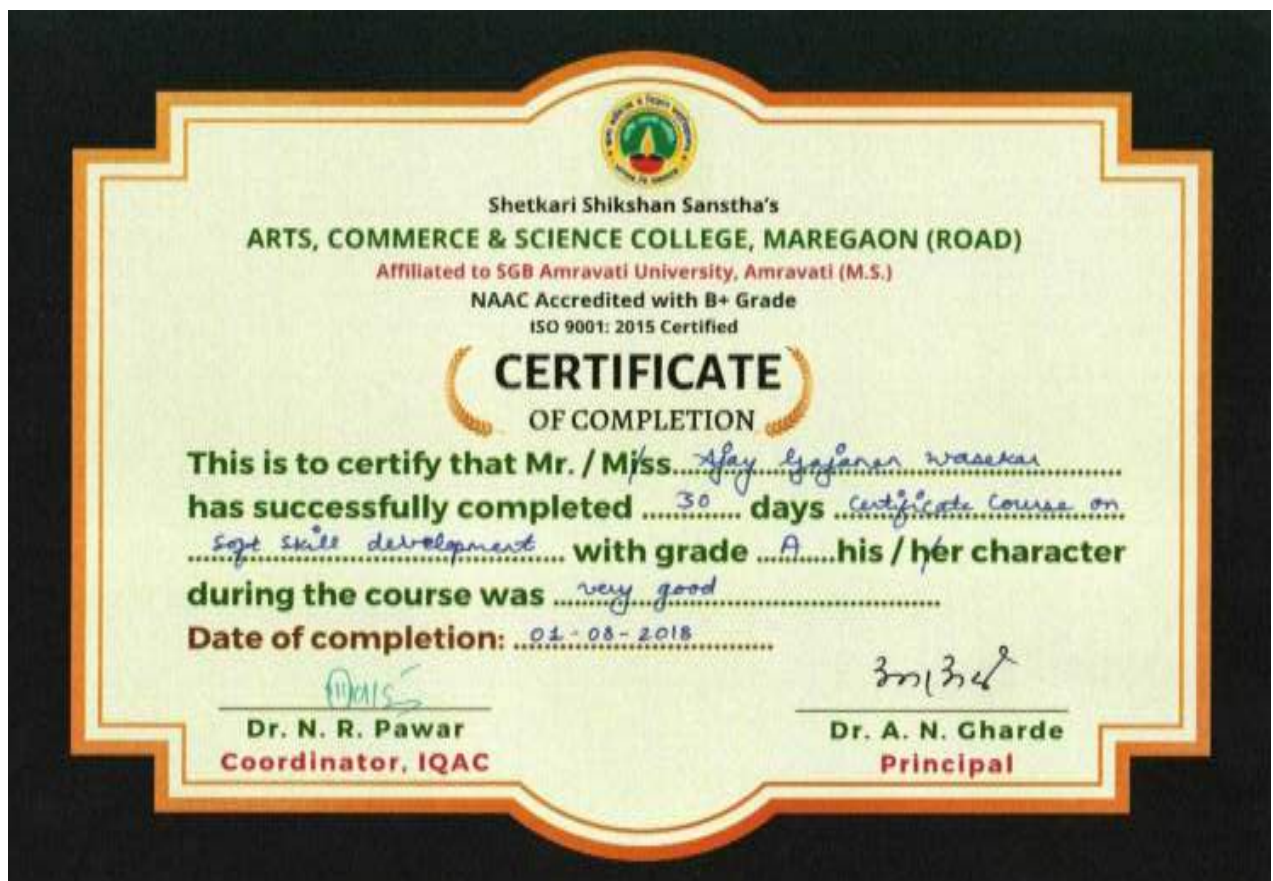 Shetkari Shikshan Sanstha's
ARTS, COMMERCE & SCIENCE COLLEGE, MAREGAON (ROAD)
Affiliated to SGB Amravati University, Amravati (M.S.)
NAAC Accredited with B+ Grade
ISO 9001: 2015 Certified
CERTIFICATE
OF COMPLETION
This is to certify that Mr. / Miss Ajay Gajanan Wasekar
has successfully completed 30 days Certificate Course on
Soft Skill development with grade A his / her character
during the course was very good
Date of completion: 01-08-2018
Dr. N. R. Pawar
Coordinator, IQAC
Dr. A. N. Gharde
Principal